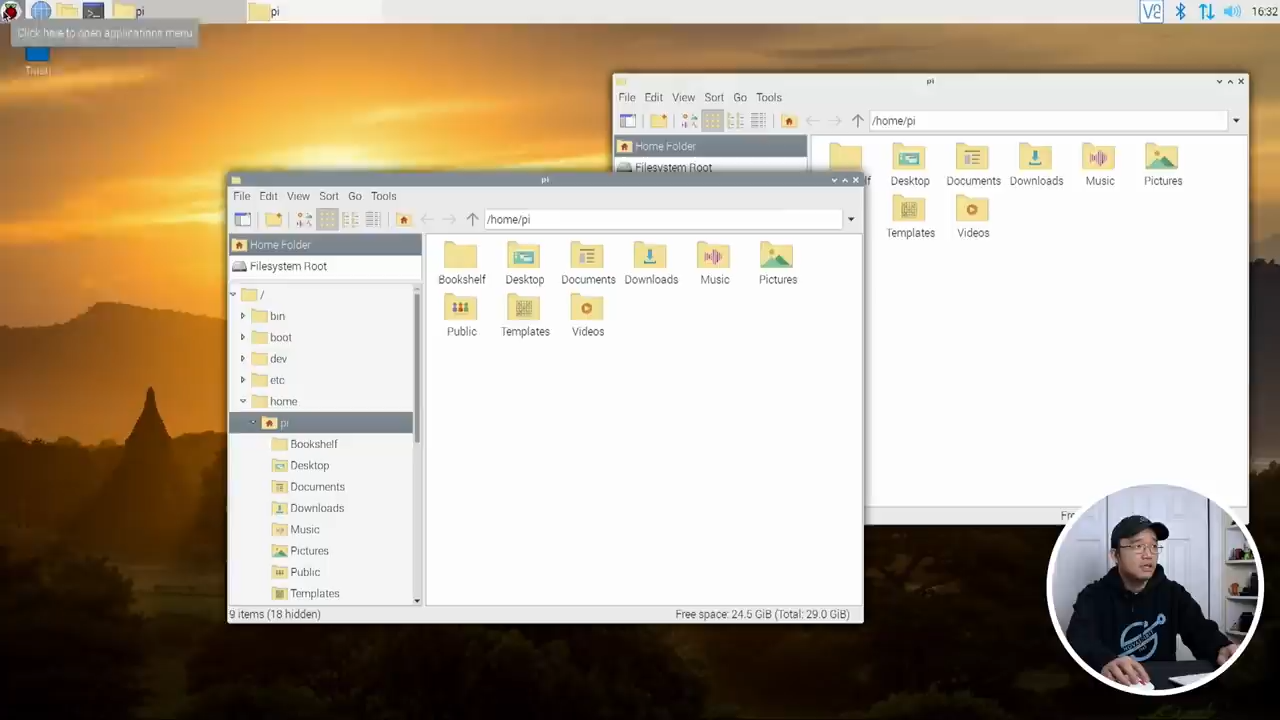 pi
pi
16:32
Click here to open applications menu
Trash
pi
File Edit View Sort Go Tools
/home/pi
Home Folder
Filesystem Root
Desktop
Documents
Downloads
Music
Pictures
Templates
Videos
pi
File Edit View Sort Go Tools
/home/pi
Home Folder
Filesystem Root
/
bin
boot
dev
etc
home
pi
Bookshelf
Desktop
Documents
Downloads
Music
Pictures
Public
Templates
Bookshelf
Desktop
Documents
Downloads
Music
Pictures
Public
Templates
Videos
9 items (18 hidden)
Free space: 24.5 GiB (Total: 29.0 GiB)